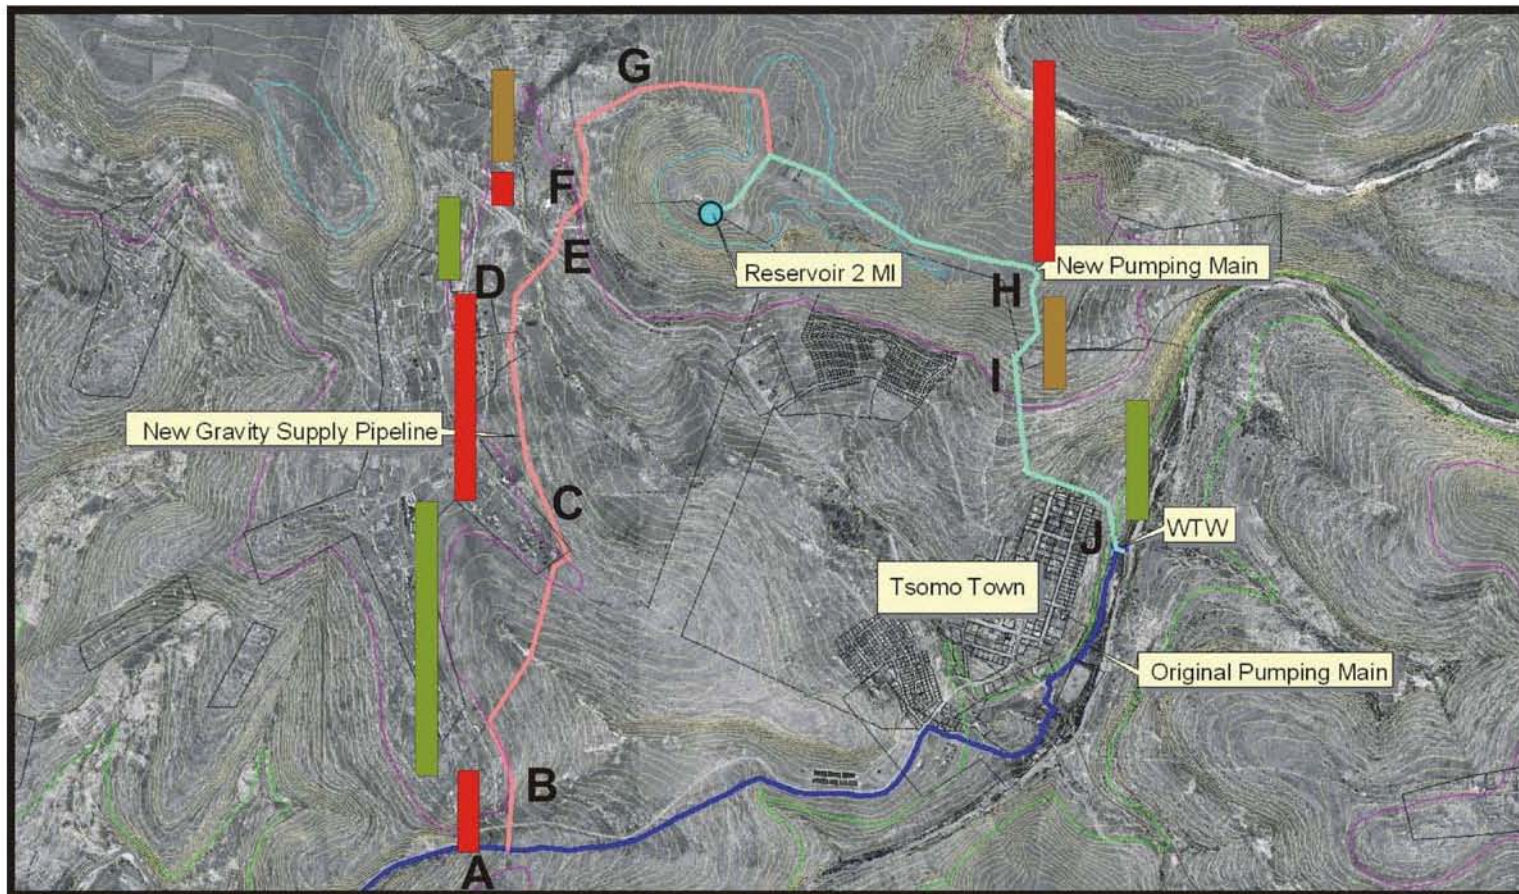 G
F
E
Reservoir 2 Ml
New Pumping Main
D
H
I
New Gravity Supply Pipeline
C
WTW
J
Tsomo Town
Original Pumping Main
B
A